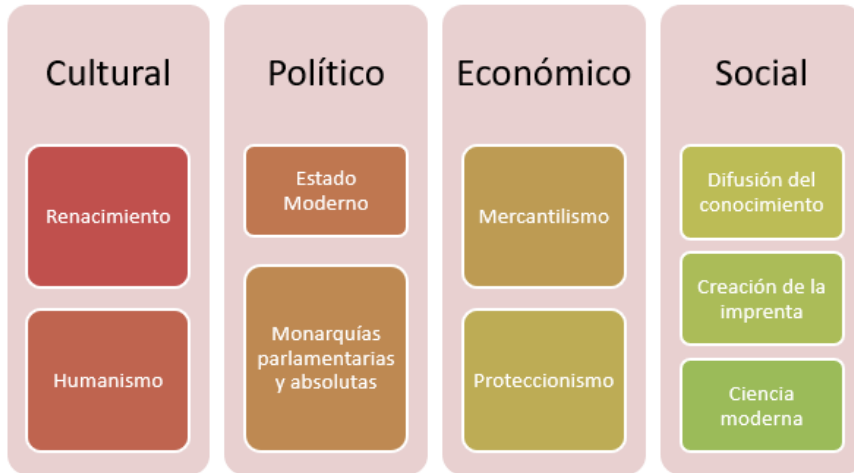 Cultural
Renacimiento
Humanismo
Político
Estado
Moderno
Monarquías
parlamentarias
y absolutas
Económico
Mercantilismo
Proteccionismo
Social
Difusión del
conocimiento
Creación de la
imprenta
Ciencia
moderna